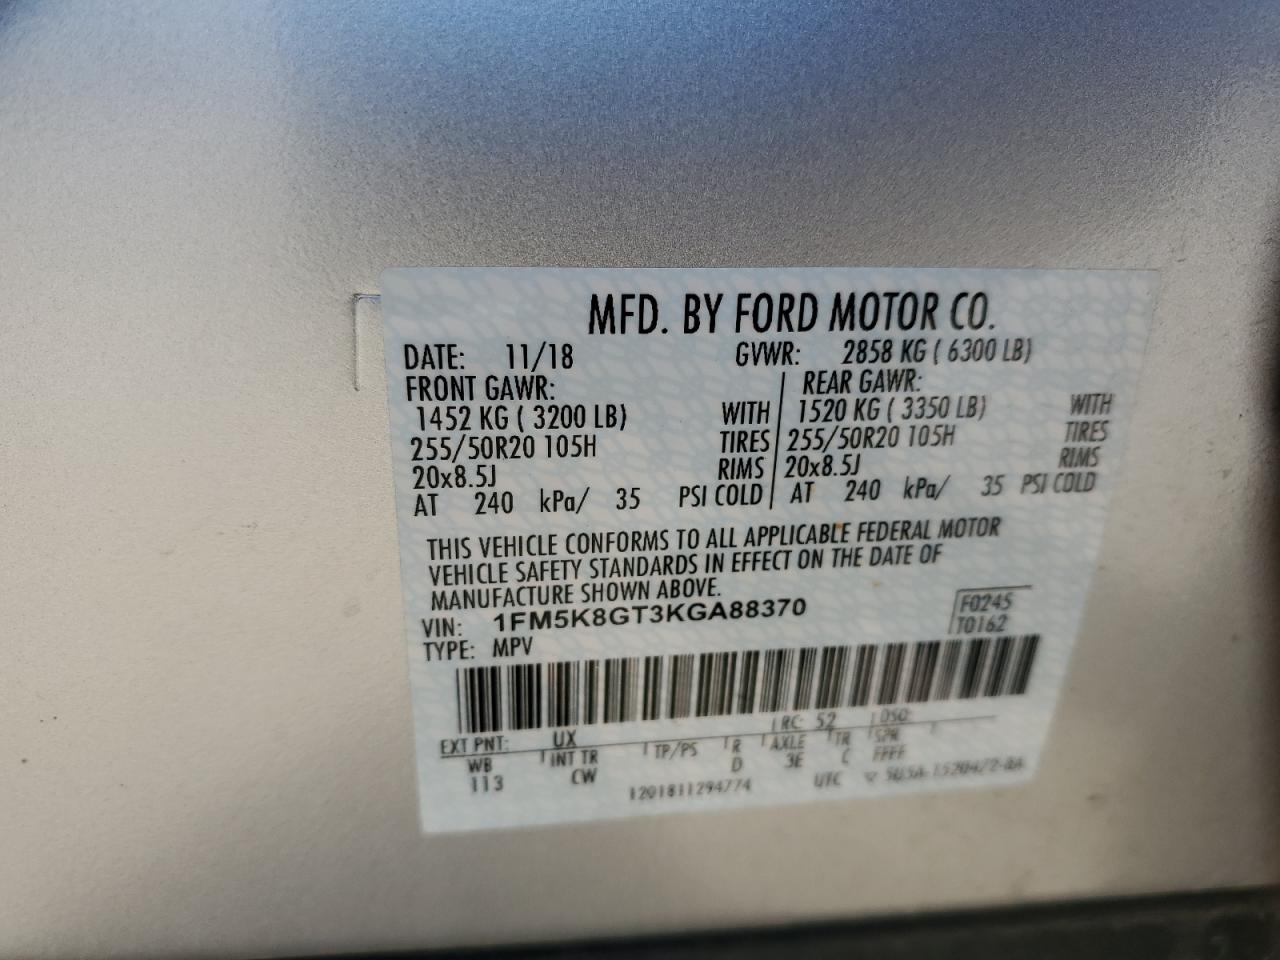 MFD. BY FORD MOTOR CO.
DATE: 11/18 GVWR: 2858 KG ( 6300 LB)
FRONT GAWR: REAR GAWR:
1452 KG ( 3200 LB) WITH 1520 KG ( 3350 LB) WITH
255/50R20 105H TIRES 255/50R20 105H TIRES
20x8.5J RIMS 20x8.5J RIMS
AT 240 kPa/ 35 PSI COLD AT 240 kPa/ 35 PSI COLD
THIS VEHICLE CONFORMS TO ALL APPLICABLE FEDERAL MOTOR
VEHICLE SAFETY STANDARDS IN EFFECT ON THE DATE OF
MANUFACTURE SHOWN ABOVE.
VIN: 1FM5K8GT3KGA88370 F0245
TYPE: MPV T0162
EXT PNT: UX RC: 52 DSO:
WB INT TR TP/PS R AXLE TR SPR
113 CW D 3E C FFFF
1201811294774 UTC